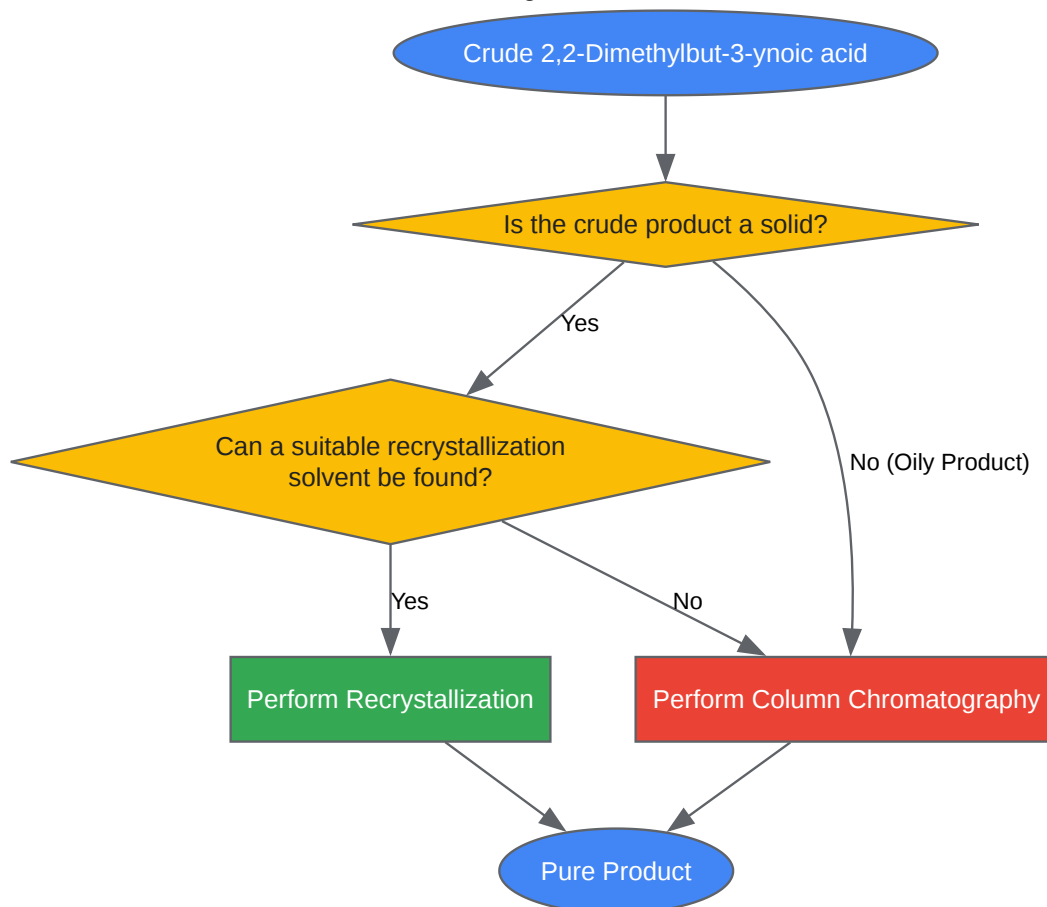 Crude 2,2-Dimethylbut-3-ynoic acid
Is the crude product a solid?
Yes
Can a suitable recrystallization
solvent be found?
No (Oily Product)
Yes
No
Perform Recrystallization
Perform Column Chromatography
Pure Product